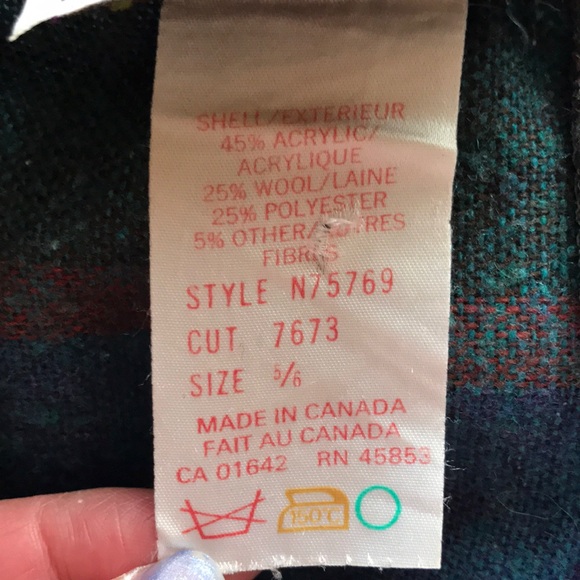 SHELL/EXTERIEUR
45% ACRYLIC/
ACRYLIQUE
25% WOOL/LAINE
25% POLYESTER
5% OTHER/AUTRES
FIBRES
STYLE N75769
CUT 7673
SIZE 5/6
MADE IN CANADA
FAIT AU CANADA
CA 01642 RN 45853
150°C